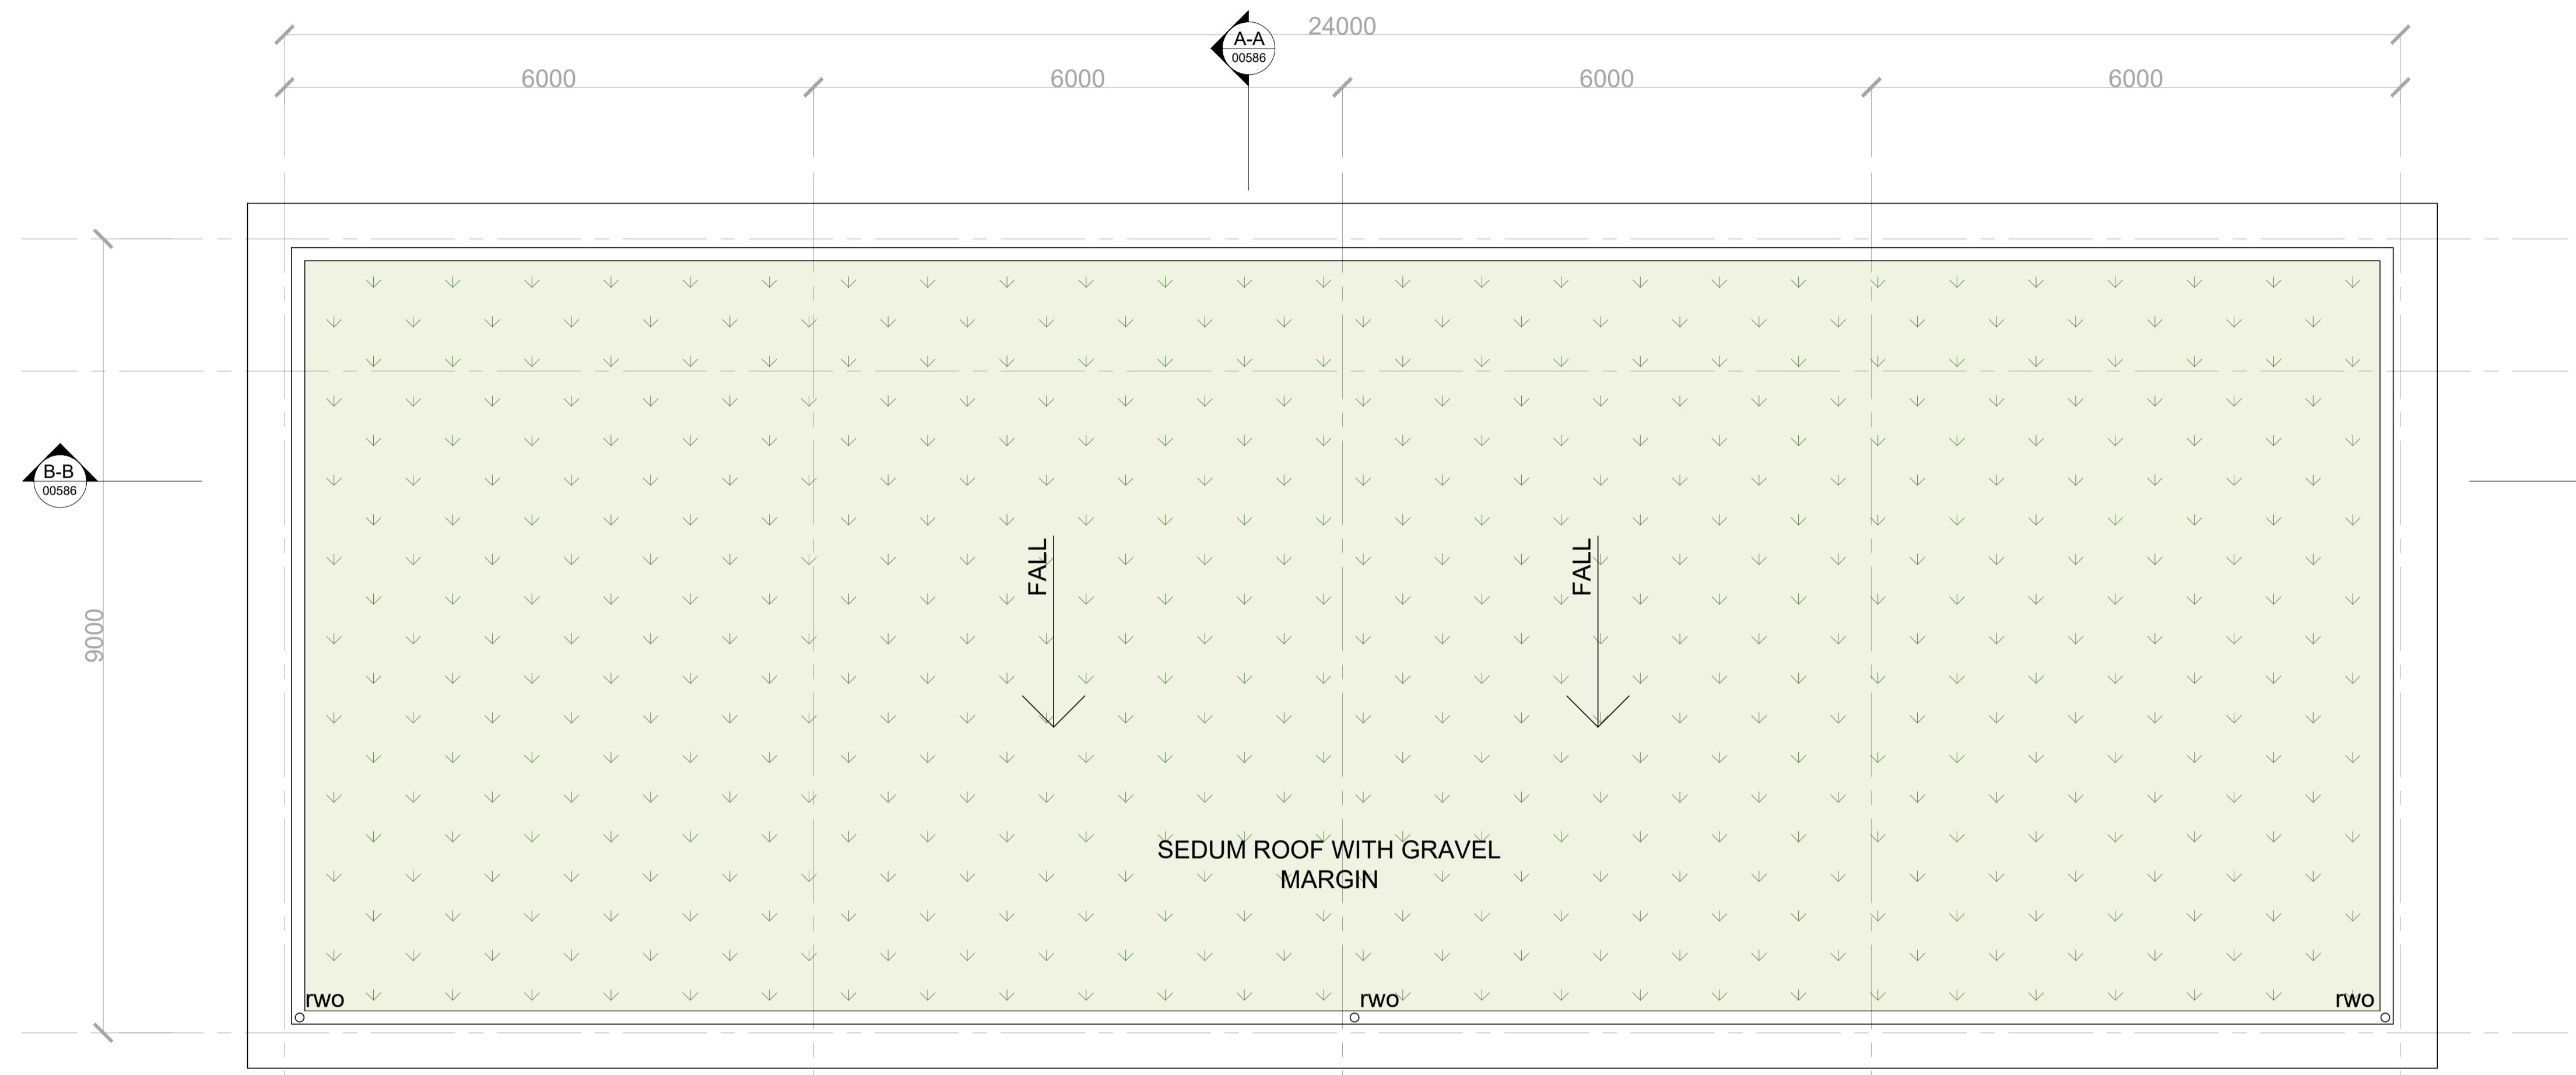 24000
A-A
00586
6000
6000
6000
6000
B-B
00586
9000
FALL
FALL
SEDUM ROOF WITH GRAVEL
MARGIN
rwo
rwo
rwo